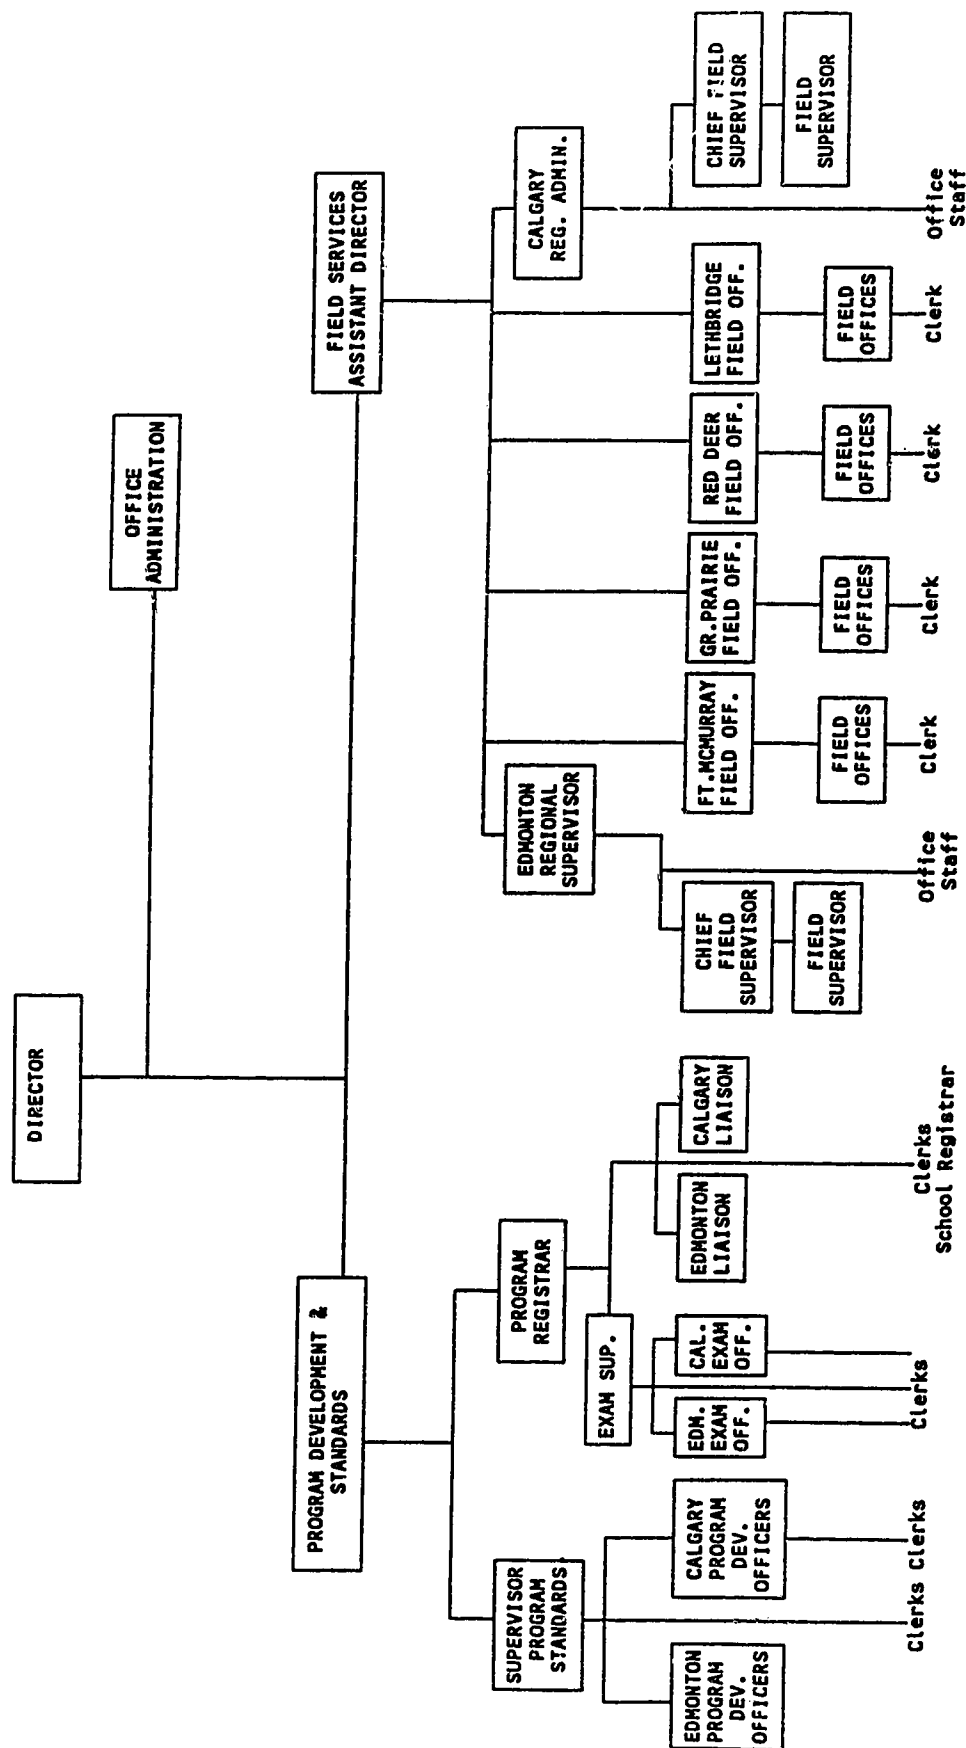 DIRECTOR
OFFICE
ADMINISTRATION
PROGRAM DEVELOPMENT &
STANDARDS
FIELD SERVICES
ASSISTANT DIRECTOR
SUPERVISOR
PROGRAM
STANDARDS
PROGRAM
REGISTRAR
EDMONTON
REGIONAL
SUPERVISOR
CALGARY
REG. ADMIN.
EXAM SUP.
EDMONTON
PROGRAM
DEV.
OFFICERS
CALGARY
PROGRAM
DEV.
OFFICERS
EDM.
EXAM
OFF.
CAL.
EXAM
OFF.
EDMONTON
LIAISON
CALGARY
LIAISON
CHIEF
FIELD
SUPERVISOR
FT.MCMURRAY
FIELD OFF.
GR.PRAIRIE
FIELD OFF.
RED DEER
FIELD OFF.
LETHBRIDGE
FIELD OFF.
CHIEF FIELD
SUPERVISOR
FIELD
SUPERVISOR
FIELD
OFFICES
FIELD
OFFICES
FIELD
OFFICES
FIELD
OFFICES
FIELD
SUPERVISOR
Clerks Clerks
Clerks
Clerks
School Registrar
Office
Staff
Clerk
Clerk
Clerk
Clerk
Office
Staff